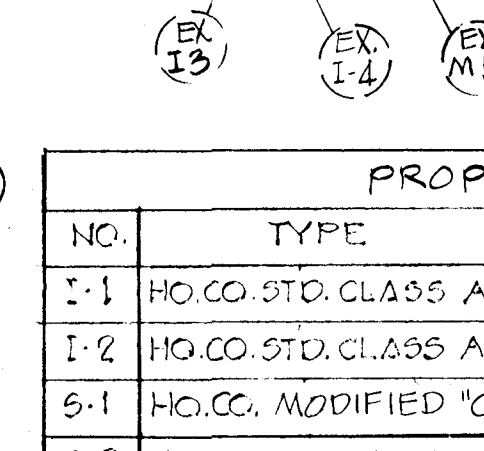 EX
I3
EX.
I-4
EX
M
PROP
NO. TYPE
I-1 HO.CO.STD.CLASS A
I-2 HO.CO.STD.CLASS A
S-1 HO.CO. MODIFIED "C